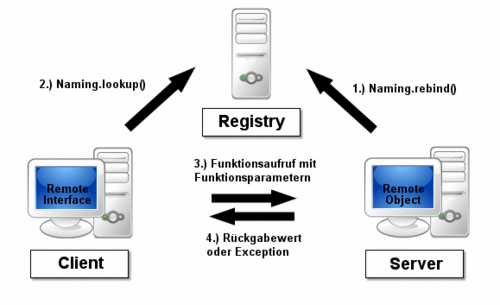 2.) Naming.lookup()
1.) Naming.rebind()
Registry
3.) Funktionsaufruf mit
Funktionsparametern
Remote
Interface
Remote
Object
4.) Rückgabewert
oder Exception
Client
Server